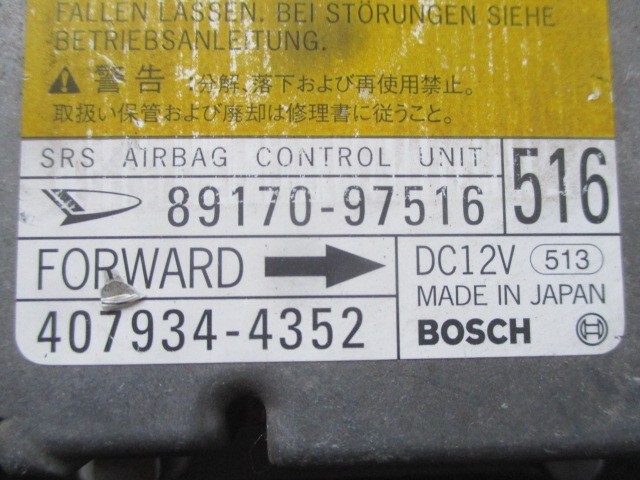 FALLEN LASSEN. BEI STÖRUNGEN SIEHE
BETRIEBSANLEITUNG.
警告:分解、落下および再使用禁止。
取扱い保管および廃却は修理書に従うこと。
SRS AIRBAG CONTROL UNIT
89170-97516
516
FORWARD
407934-4352
DC12V 513
MADE IN JAPAN
BOSCH